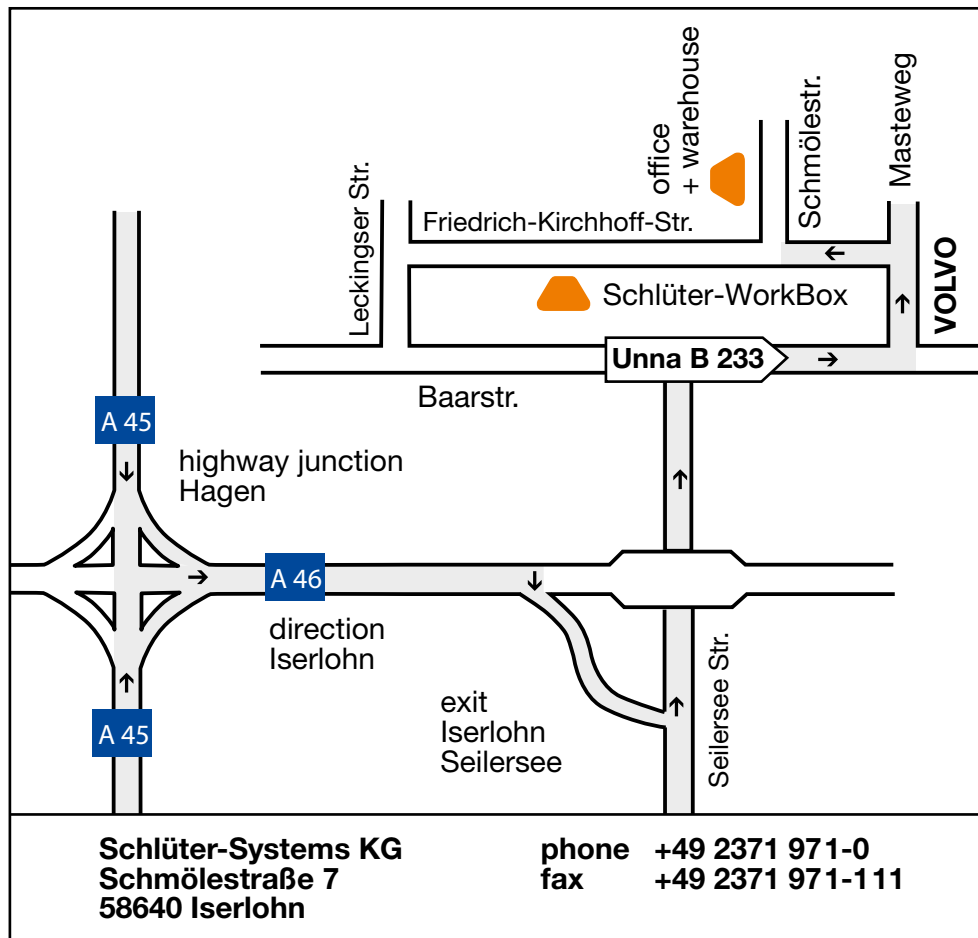 office
+ warehouse
Schmölestr.
Masteweg
Leckingser Str.
Friedrich-Kirchhoff-Str.
VOLVO
Schlüter-WorkBox
Unna B 233
Baarstr.
A 45
highway junction
Hagen
A 46
direction
Iserlohn
exit
Iserlohn
Seilersee
Seilersee Str.
A 45
Schlüter-Systems KG
Schmölestraße 7
58640 Iserlohn
phone +49 2371 971-0
fax +49 2371 971-111